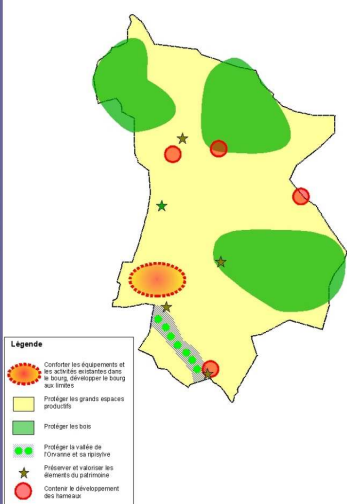 Légende
Conforter les équipements et
les activités existantes dans
le bourg, développer le bourg
aux limites
Protéger les grands espaces
productifs
Protéger les bois
Protéger la vallée de
l'Orvanne et sa ripisylve
Préserver et valoriser les
élements du patrimoine
Contenir le développement
des hameaux